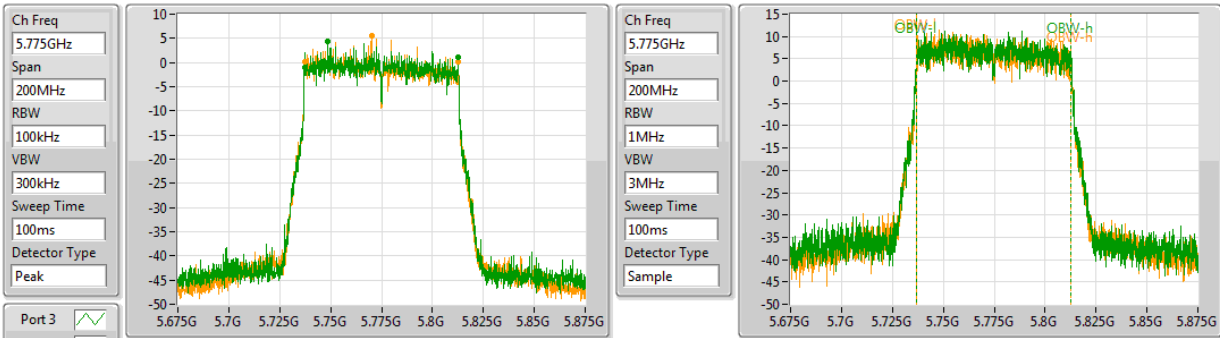 Ch Freq
5.775GHz
Span
200MHz
RBW
100kHz
VBW
300kHz
Sweep Time
100ms
Detector Type
Peak
Port 3
10
5
0
-5
-10
-15
-20
-25
-30
-35
-40
-45
-50
5.675G 5.7G 5.725G 5.75G 5.775G 5.8G 5.825G 5.85G 5.875G
Ch Freq
5.775GHz
Span
200MHz
RBW
1MHz
VBW
3MHz
Sweep Time
100ms
Detector Type
Sample
15
10
5
0
-5
-10
-15
-20
-25
-30
-35
-40
-45
-50
OBW-l
OBW-h
OBW-h
5.675G 5.7G 5.725G 5.75G 5.775G 5.8G 5.825G 5.85G 5.875G